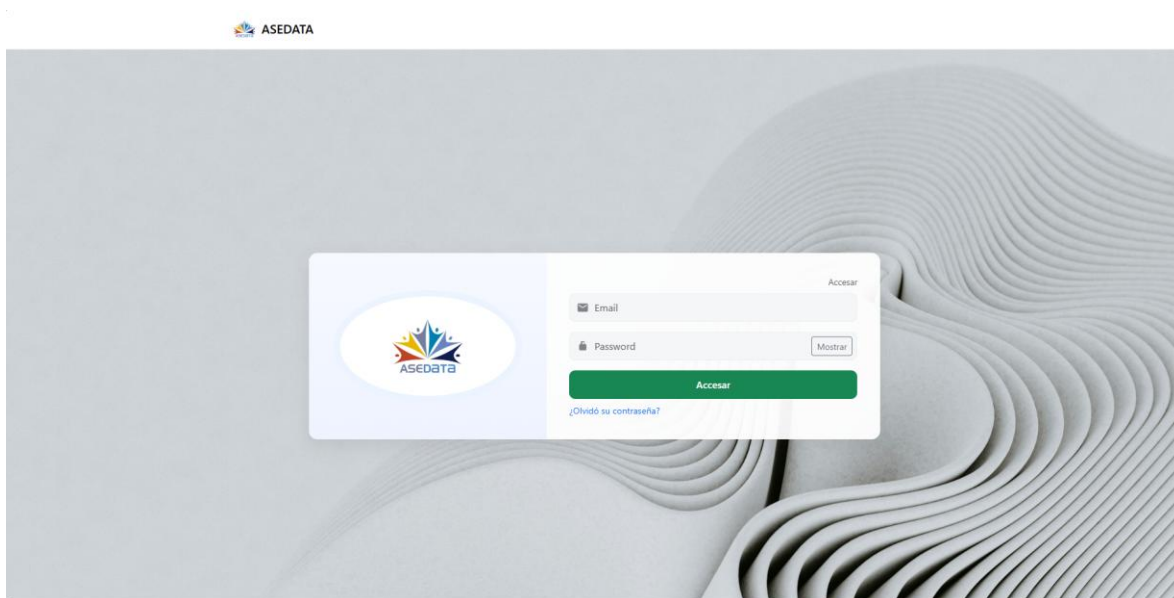 ASEDATA
Accesar
Email
ASEDATA
Password
Mostrar
Accesar
¿Olvidó su contraseña?